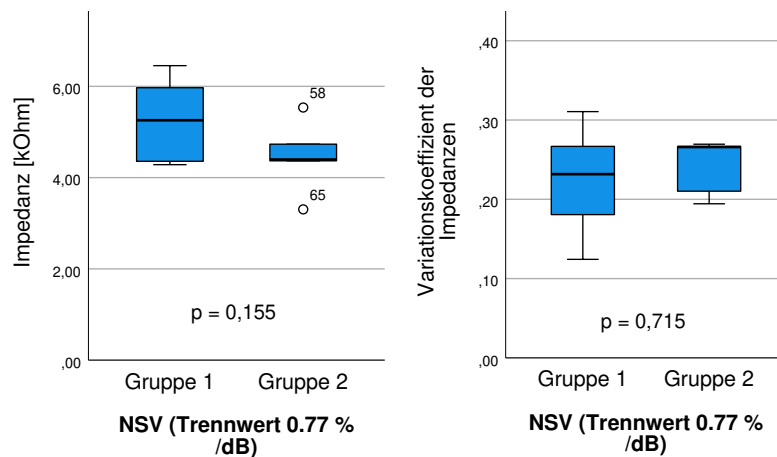 Impedanz [kOhm]
6,00
4,00
2,00
,00
58
65
p = 0,155
Gruppe 1
Gruppe 2
NSV (Trennwert 0.77 %
/dB)
Variationskoeffizient der
Impedanzen
,40
,30
,20
,10
,00
p = 0,715
Gruppe 1
Gruppe 2
NSV (Trennwert 0.77 %
/dB)